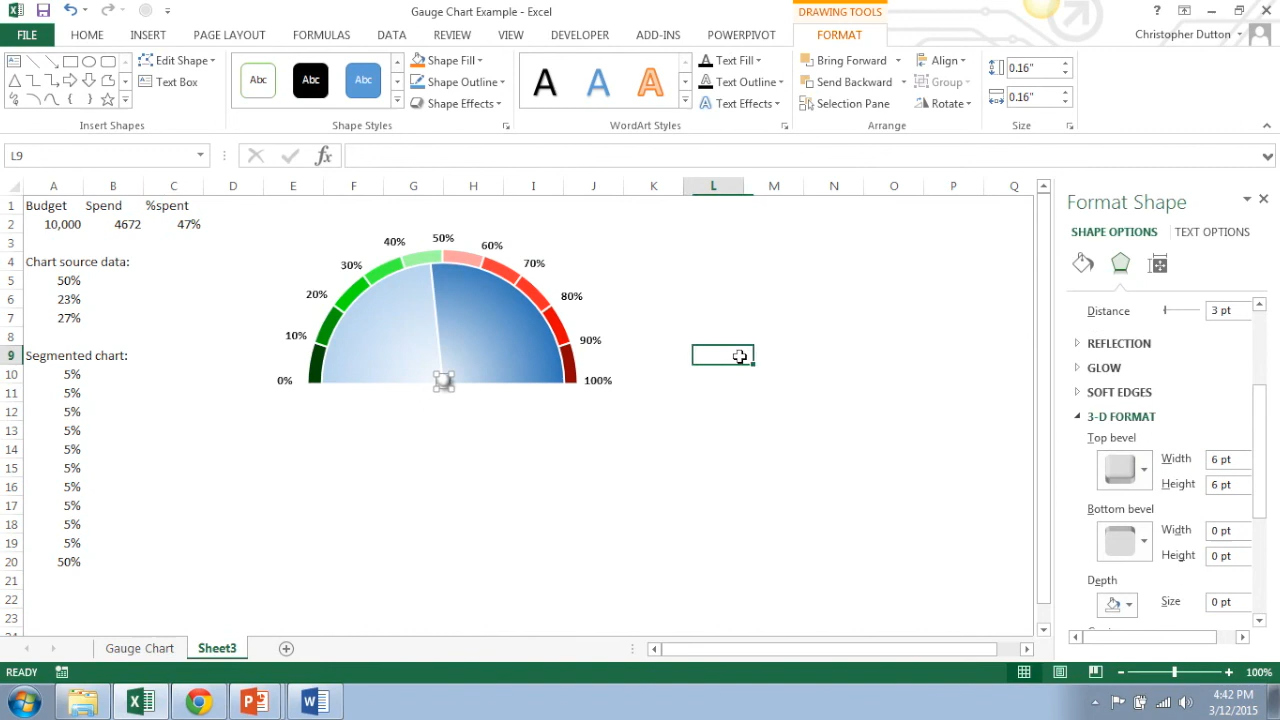 Gauge Chart Example - Excel
DRAWING TOOLS
?
FILE HOME INSERT PAGE LAYOUT FORMULAS DATA REVIEW VIEW DEVELOPER ADD-INS POWERPIVOT FORMAT Christopher Dutton
Edit Shape
Text Box
Insert Shapes
Abc Abc Abc
Shape Fill
Shape Outline
Shape Effects
Shape Styles
A A A
Text Fill
Text Outline
Text Effects
WordArt Styles
Bring Forward
Send Backward
Selection Pane
Align
Group
Rotate
Arrange
0.16"
0.16"
Size
L9 fx
A B C D E F G H I J K L M N O P Q
1 Budget Spend %spent
2 10,000 4672 47%
3
4 Chart source data:
5 50%
6 23%
7 27%
8
9 Segmented chart:
10 5%
11 5%
12 5%
13 5%
14 5%
15 5%
16 5%
17 5%
18 5%
19 5%
20 50%
21
22
23
24
0%
10%
20%
30%
40%
50%
60%
70%
80%
90%
100%
Format Shape
SHAPE OPTIONS TEXT OPTIONS
Distance 3 pt
REFLECTION
GLOW
SOFT EDGES
3-D FORMAT
Top bevel
Width 6 pt
Height 6 pt
Bottom bevel
Width 0 pt
Height 0 pt
Depth
Size 0 pt
Gauge Chart Sheet3
READY 100%
4:42 PM
3/12/2015